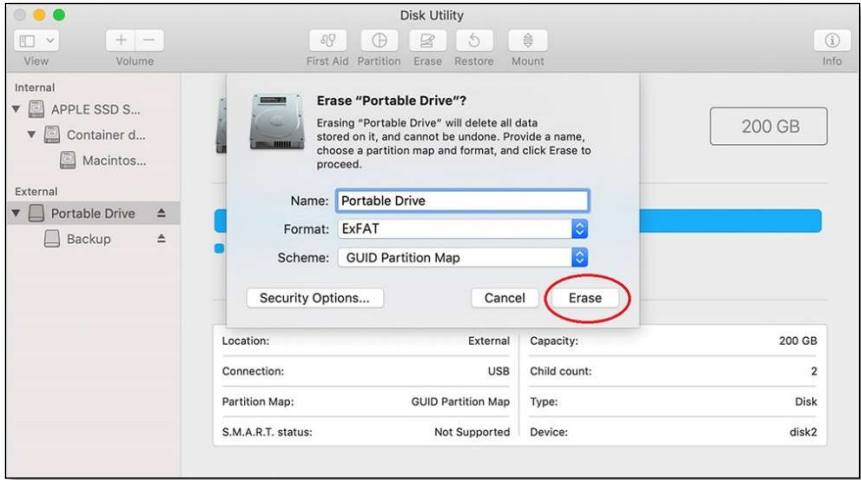 Disk Utility
View
Volume
First Aid
Partition
Erase
Restore
Mount
Info
Internal
APPLE SSD S...
Container d...
Macintos...
External
Portable Drive
Backup
200 GB
Erase “Portable Drive”?
Erasing “Portable Drive” will delete all data
stored on it, and cannot be undone. Provide a name,
choose a partition map and format, and click Erase to
proceed.
Name: Portable Drive
Format: ExFAT
Scheme: GUID Partition Map
Security Options... Cancel Erase
Location: External Capacity: 200 GB
Connection: USB Child count: 2
Partition Map: GUID Partition Map Type: Disk
S.M.A.R.T. status: Not Supported Device: disk2